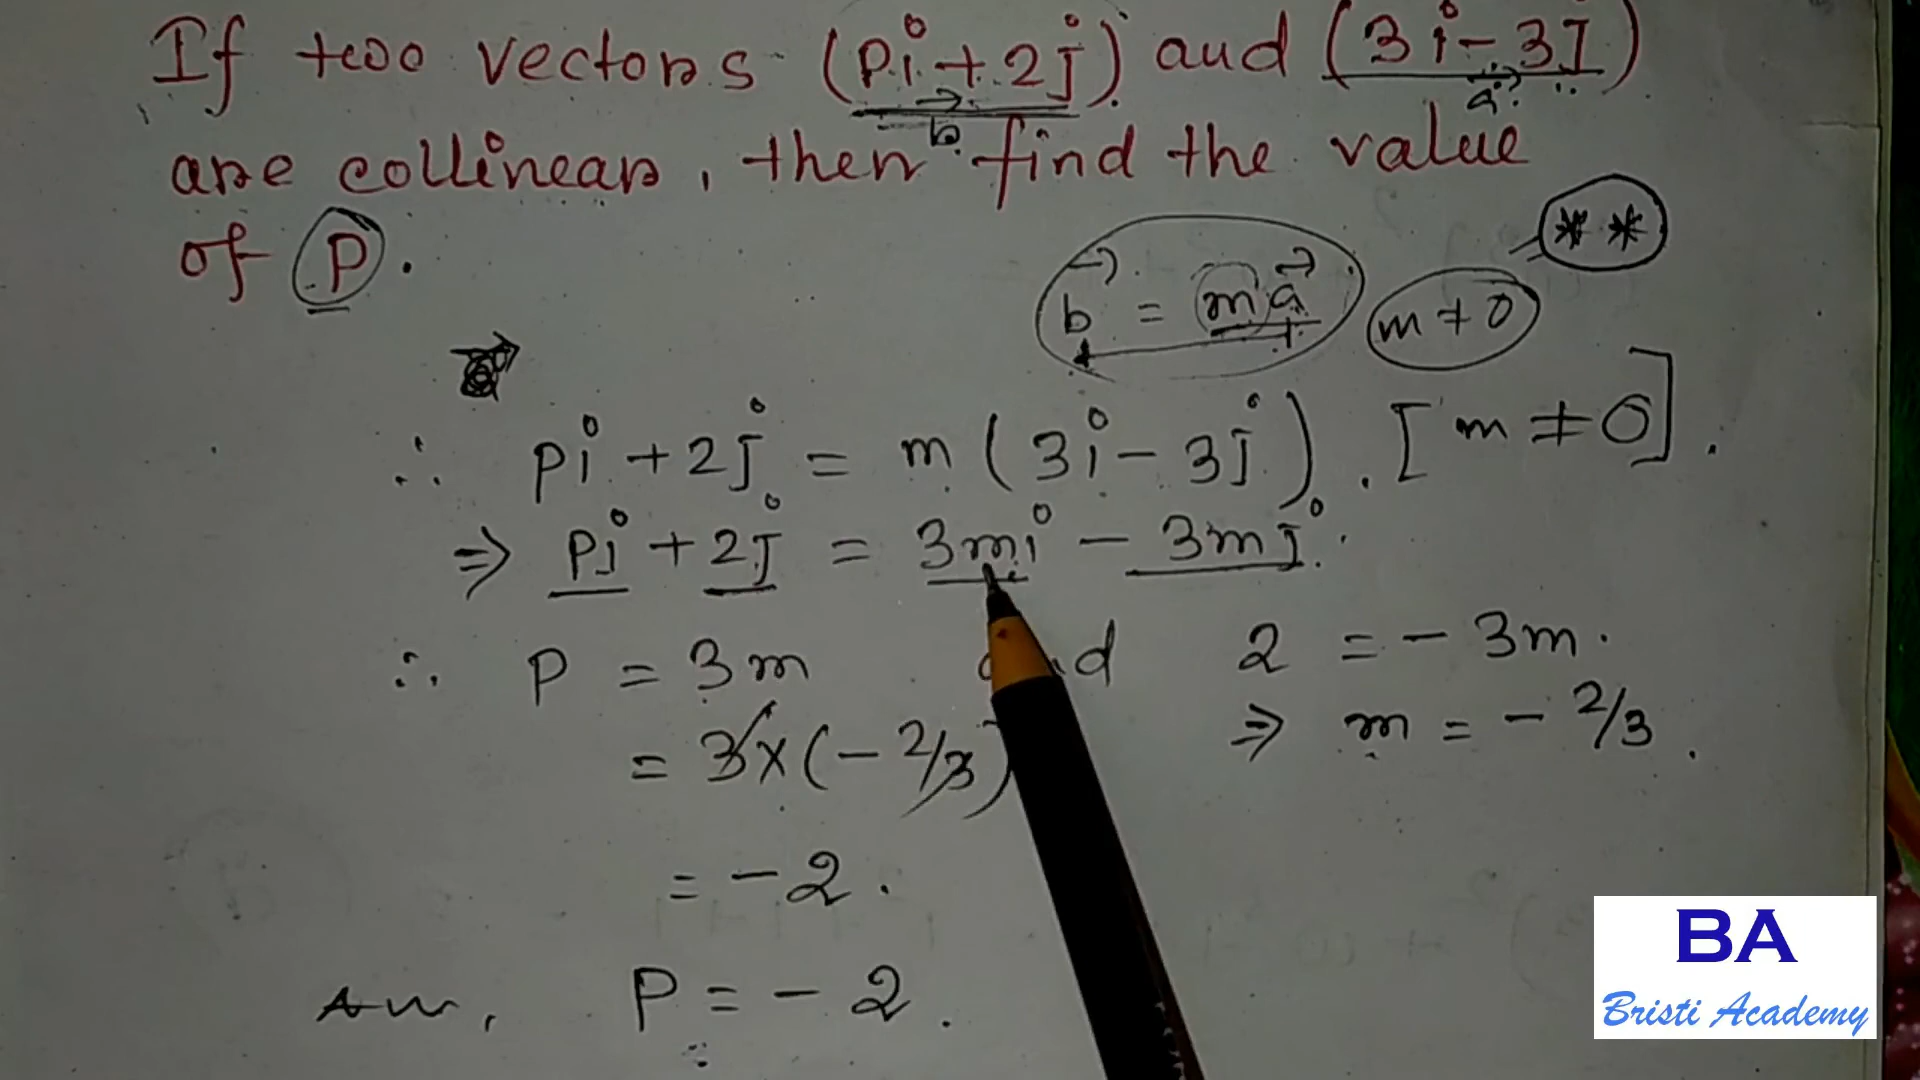 If two vectors (pi + 2j) and (3i - 3j)
b⃗ a⃗
are collinear, then find the value
of P.
**
b⃗ = ma⃗ m ≠ 0
∴ pi + 2j = m (3i - 3j). [m ≠ 0].
⇒ pi + 2j = 3mi - 3mj.
∴ P = 3m and 2 = - 3m.
= 3 x (- 2/3) ⇒ m = - 2/3.
= - 2.
Ans, P = - 2.
BA
Bristi Academy